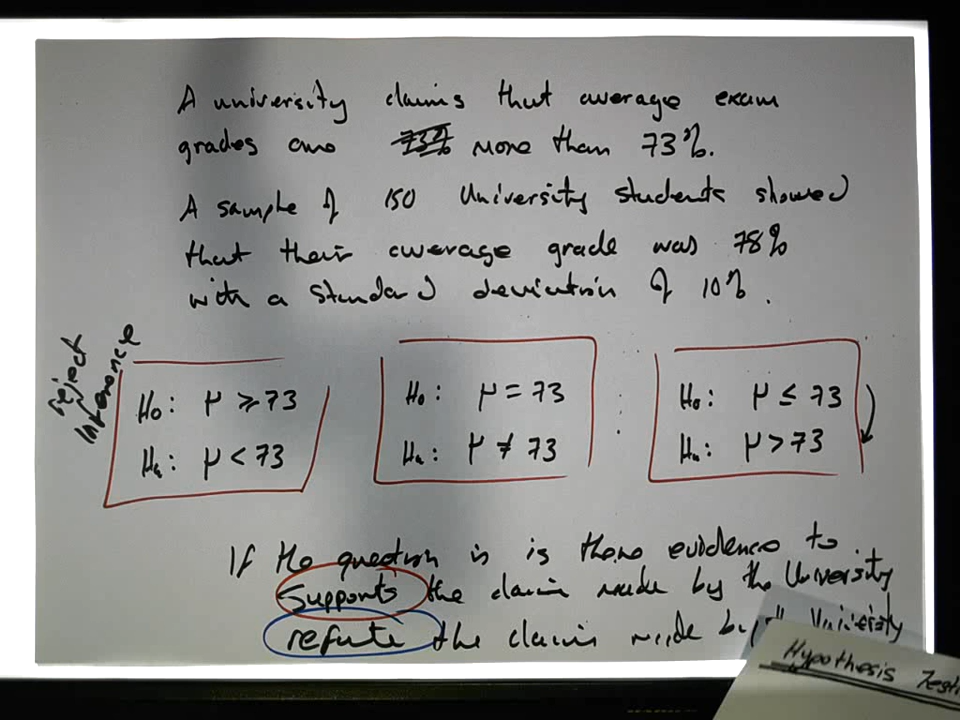 A university claims that average exam
grades are 73% more than 73%.
A sample of 150 University students showed
that their average grade was 78%
with a standard deviation of 10%.
reject
inference
H₀: μ ≥ 73
Hₐ: μ < 73
H₀: μ = 73
Hₐ: μ ≠ 73
H₀: μ ≤ 73
Hₐ: μ > 73
If the question is is there evidence to
supports the claim made by the University
refute the claim made by University
Hypothesis